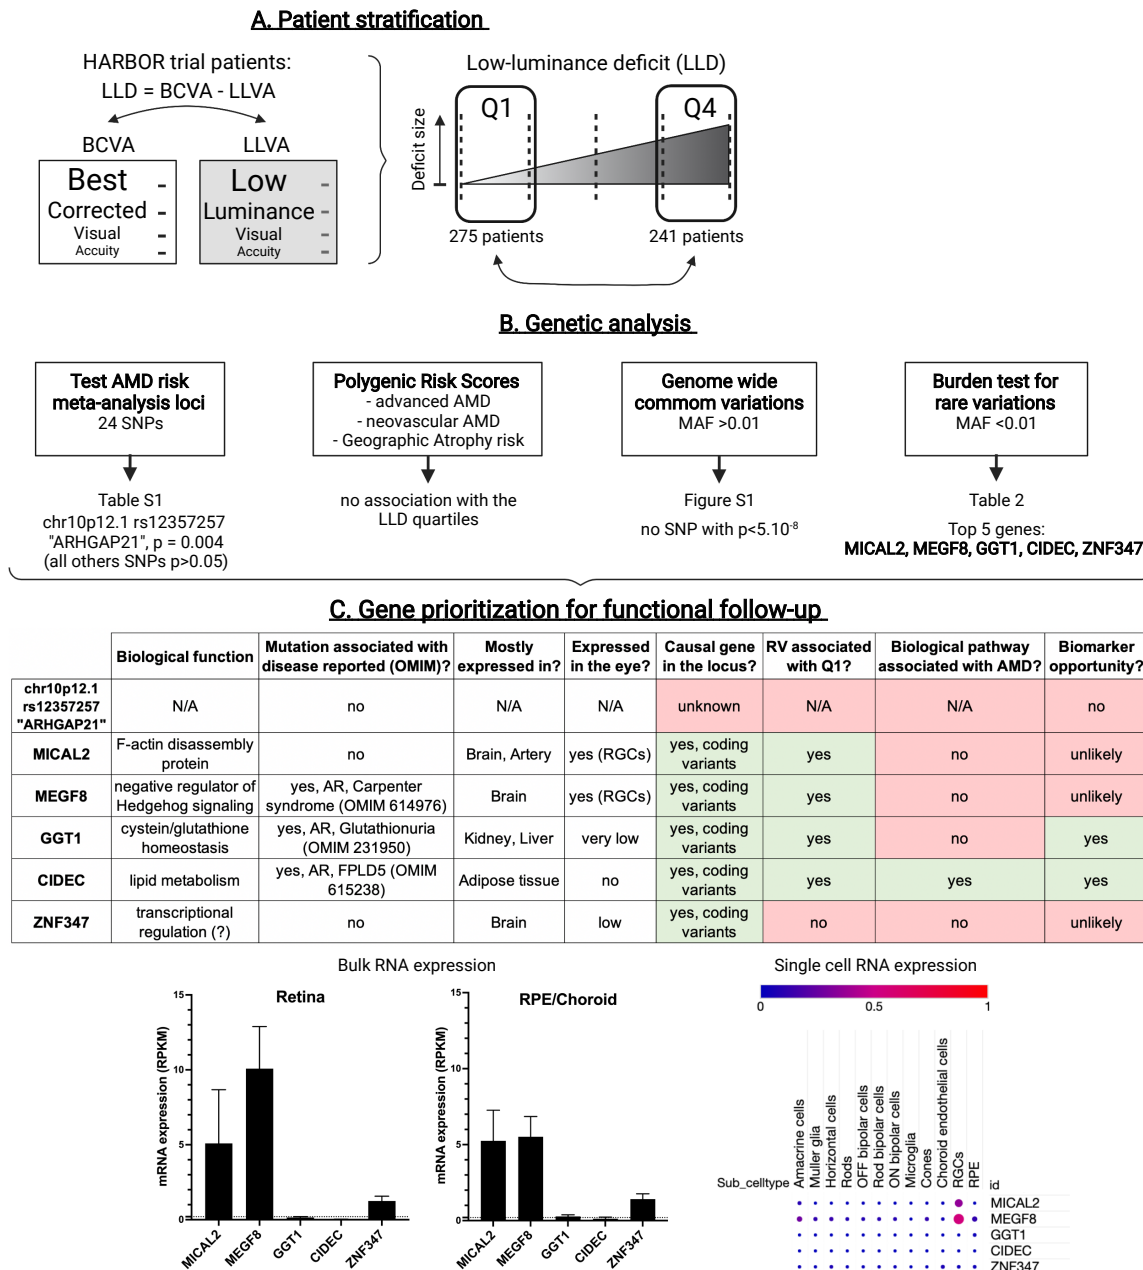 A. Patient stratification
HARBOR trial patients:
LLD = BCVA - LLVA
BCVA
LLVA
Best
Corrected
Visual
Accuity
Low
Luminance
Visual
Accuity
Low-luminance deficit (LLD)
Deficit size
Q1
Q4
275 patients
241 patients
B. Genetic analysis
Test AMD risk
meta-analysis loci
24 SNPs
Polygenic Risk Scores
- advanced AMD
- neovascular AMD
- Geographic Atrophy risk
Genome wide
commom variations
MAF >0.01
Burden test for
rare variations
MAF <0.01
Table S1
chr10p12.1 rs12357257
"ARHGAP21", p = 0.004
(all others SNPs p>0.05)
no association with the
LLD quartiles
Figure S1
no SNP with p<5.10-8
Table 2
Top 5 genes:
MICAL2, MEGF8, GGT1, CIDEC, ZNF347
C. Gene prioritization for functional follow-up
Biological function
Mutation associated with
disease reported (OMIM)?
Mostly
expressed in?
Expressed
in the eye?
Causal gene
in the locus?
RV associated
with Q1?
Biological pathway
associated with AMD?
Biomarker
opportunity?
chr10p12.1
rs12357257
"ARHGAP21"
N/A
no
N/A
N/A
unknown
N/A
N/A
no
MICAL2
F-actin disassembly
protein
no
Brain, Artery
yes (RGCs)
yes, coding
variants
yes
no
unlikely
MEGF8
negative regulator of
Hedgehog signaling
yes, AR, Carpenter
syndrome (OMIM 614976)
Brain
yes (RGCs)
yes, coding
variants
yes
no
unlikely
GGT1
cystein/glutathione
homeostasis
yes, AR, Glutathionuria
(OMIM 231950)
Kidney, Liver
very low
yes, coding
variants
yes
no
yes
CIDEC
lipid metabolism
yes, AR, FPLD5 (OMIM
615238)
Adipose tissue
no
yes, coding
variants
yes
yes
yes
ZNF347
transcriptional
regulation (?)
no
Brain
low
yes, coding
variants
no
no
unlikely
Bulk RNA expression
Retina
mRNA expression (RPKM)
15
10
5
0
MICAL2
MEGF8
GGT1
CIDEC
ZNF347
RPE/Choroid
mRNA expression (RPKM)
15
10
5
0
MICAL2
MEGF8
GGT1
CIDEC
ZNF347
Single cell RNA expression
0
0.5
1
Sub_celltype
Amacrine cells
Muller glia
Horizontal cells
Rods
OFF bipolar cells
Rod bipolar cells
ON bipolar cells
Microglia
Cones
Choroid endothelial cells
RGCs
RPE
id
MICAL2
MEGF8
GGT1
CIDEC
ZNF347